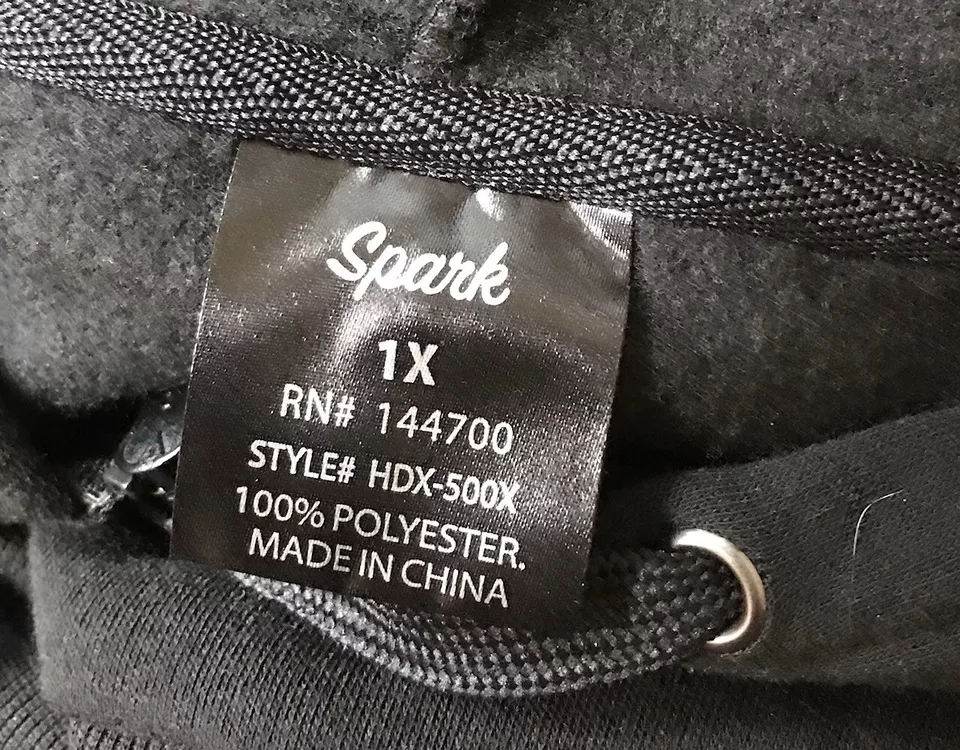 Spark
1X
RN# 144700
STYLE# HDX-500X
100% POLYESTER.
MADE IN CHINA